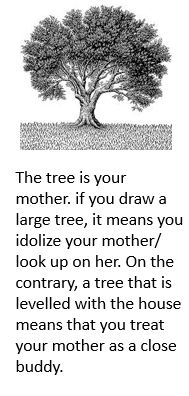 The tree is your
mother. if you draw a
large tree, it means you
idolize your mother/
look up on her. On the
contrary, a tree that is
levelled with the house
means that you treat
your mother as a close
buddy.